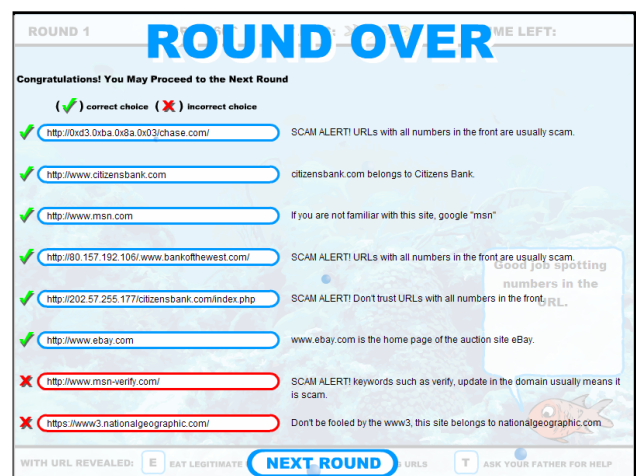 ROUND 1
ME LEFT:
ROUND OVER
Congratulations! You May Proceed to the Next Round
( ✓ ) correct choice ( X ) incorrect choice
http://0xd3.0xba.0x8a.0x03/chase.com/
SCAM ALERT! URLs with all numbers in the front are usually scam.
http://www.citizensbank.com
citizensbank.com belongs to Citizens Bank.
http://www.msn.com
If you are not familiar with this site, google "msn"
http://80.157.192.106/.www.bankofthewest.com/
SCAM ALERT! URLs with all numbers in the front are usually scam.
http://202.57.255.177/citizensbank.com/index.php
SCAM ALERT! Don't trust URLs with all numbers in the front.
Good job spotting
numbers in the
URL.
http://www.ebay.com
www.ebay.com is the home page of the auction site eBay.
http://www.msn-verify.com/
SCAM ALERT! keywords such as verify, update in the domain usually means it
is scam.
https://www3.nationalgeographic.com/
Don't be fooled by the www3, this site belongs to nationalgeographic.com
WITH URL REVEALED: E EAT LEGITIMATE
NEXT ROUND
URLS T ASK YOUR FATHER FOR HELP